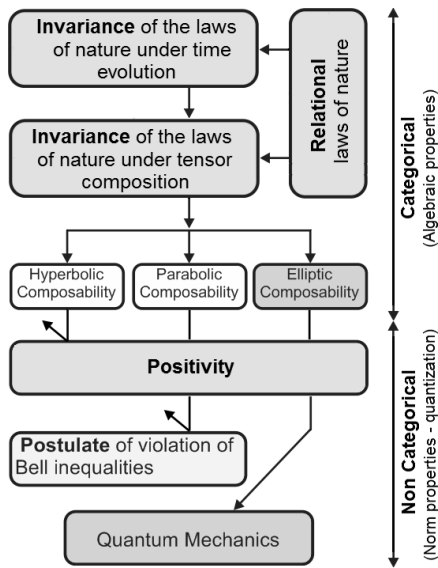 Invariance of the laws
of nature under time
evolution
Relational
laws of nature
Invariance of the laws
of nature under tensor
composition
Categorical
(Algebraic properties)
Hyperbolic
Composability
Parabolic
Composability
Elliptic
Composability
Positivity
Postulate of violation of
Bell inequalities
Quantum Mechanics
Non Categorical
(Norm properties - quantization)